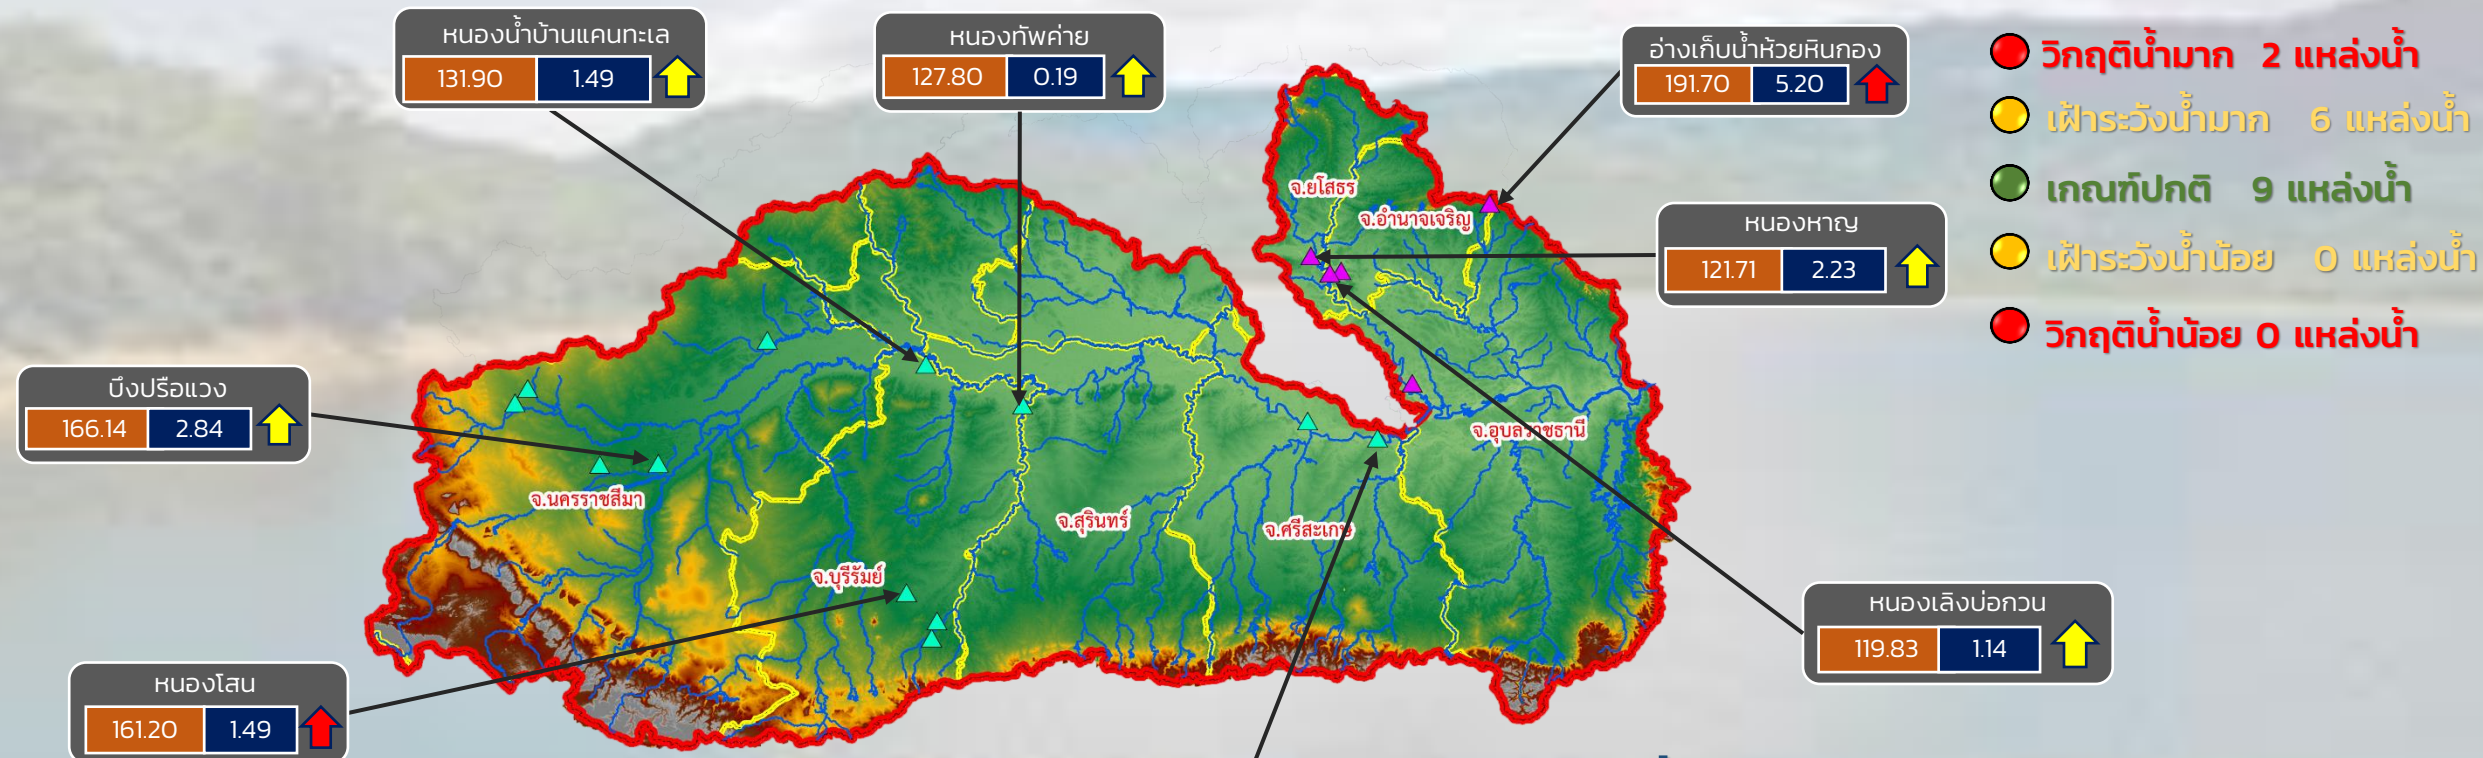 หนองน้ำบ้านแคนทะเล
131.90 1.49
หนองทัพค่าย
127.80 0.19
อ่างเก็บน้ำห้วยหินกอง
191.70 5.20
วิกฤติน้ำมาก 2 แหล่งน้ำ
เฝ้าระวังน้ำมาก 6 แหล่งน้ำ
เกณฑ์ปกติ 9 แหล่งน้ำ
เฝ้าระวังน้ำน้อย 0 แหล่งน้ำ
วิกฤติน้ำน้อย 0 แหล่งน้ำ
จ.ยโสธร
จ.อำนาจเจริญ
หนองหาญ
121.71 2.23
บึงปรือแวง
166.14 2.84
จ.อุบลราชธานี
จ.นครราชสีมา
จ.สุรินทร์
จ.ศรีสะเกษ
จ.บุรีรัมย์
หนองเลิงบ่อกวน
119.83 1.14
หนองโสน
161.20 1.49